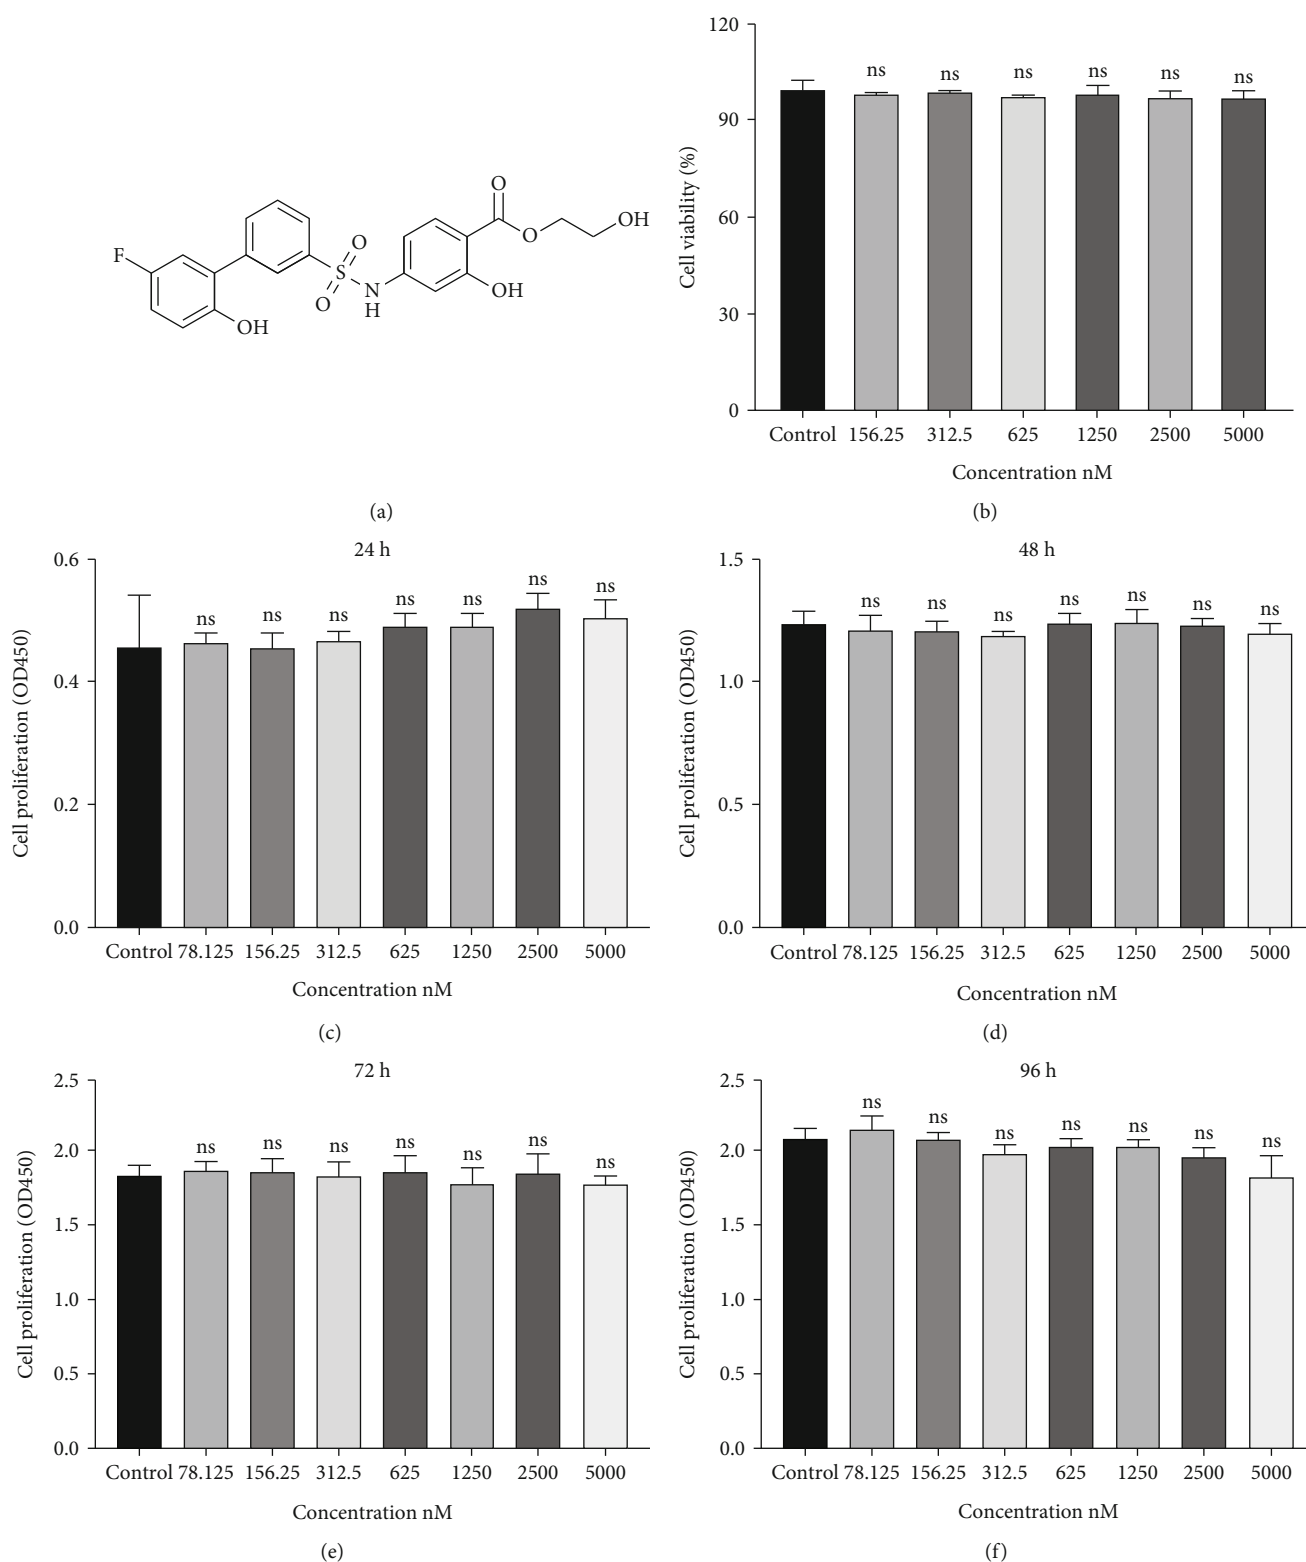 F
OH
O
S
O
N
H
O
O
OH
OH
(a)
Cell viability (%)
120
90
60
30
0
ns ns ns ns ns ns
Control 156.25 312.5 625 1250 2500 5000
Concentration nM
(b)
24 h
Cell proliferation (OD450)
0.6
0.4
0.2
0.0
ns ns ns ns ns ns ns
Control 78.125 156.25 312.5 625 1250 2500 5000
Concentration nM
(c)
48 h
Cell proliferation (OD450)
1.5
1.0
0.5
0.0
ns ns ns ns ns ns ns
Control 78.125 156.25 312.5 625 1250 2500 5000
Concentration nM
(d)
72 h
Cell proliferation (OD450)
2.5
2.0
1.5
1.0
0.5
0.0
ns ns ns ns ns ns ns
Control 78.125 156.25 312.5 625 1250 2500 5000
Concentration nM
(e)
96 h
Cell proliferation (OD450)
2.5
2.0
1.5
1.0
0.5
0.0
ns ns ns ns ns ns ns
Control 78.125 156.25 312.5 625 1250 2500 5000
Concentration nM
(f)